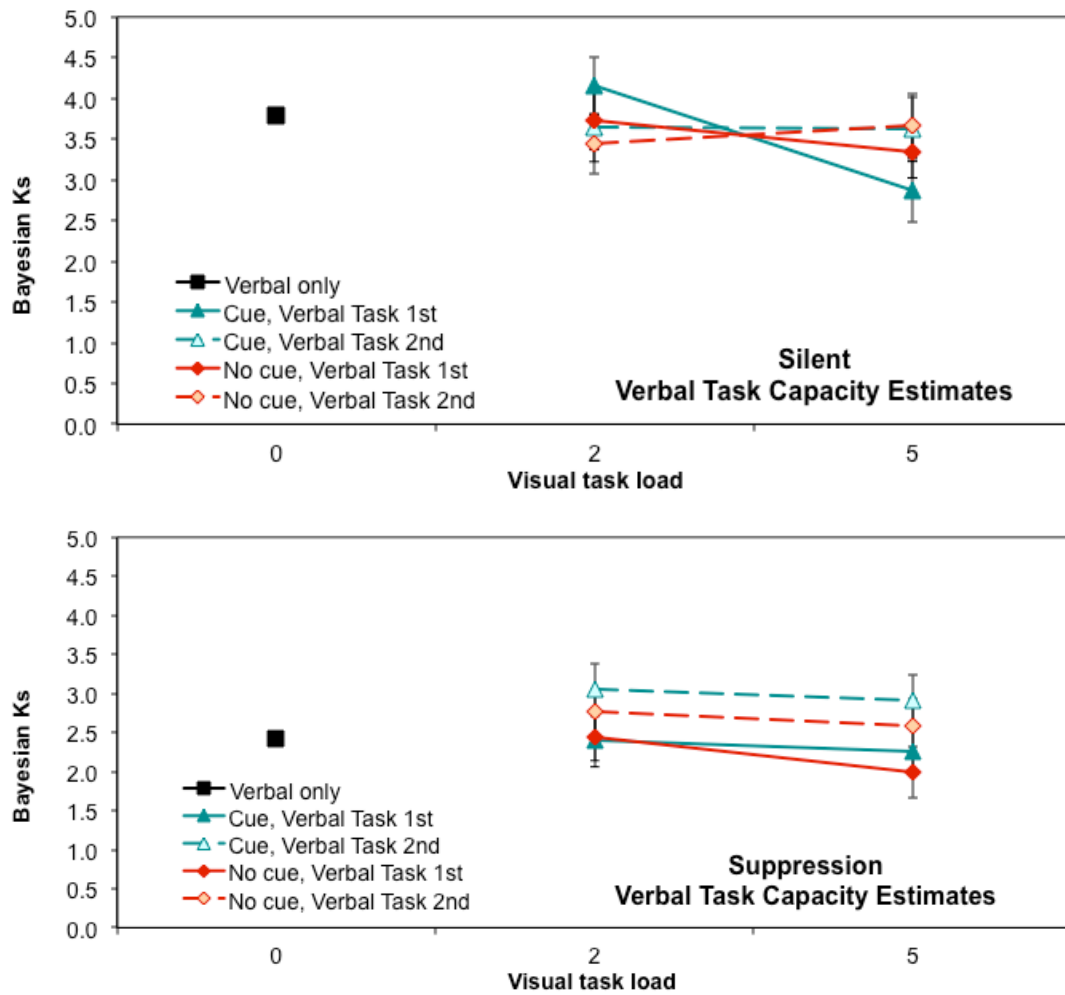 5.0
4.5
4.0
3.5
3.0
2.5
2.0
1.5
1.0
0.5
0.0
Bayesian Ks
Verbal only
Cue, Verbal Task 1st
Cue, Verbal Task 2nd
No cue, Verbal Task 1st
No cue, Verbal Task 2nd
Silent
Verbal Task Capacity Estimates
0 2 5
Visual task load
5.0
4.5
4.0
3.5
3.0
2.5
2.0
1.5
1.0
0.5
0.0
Bayesian Ks
Verbal only
Cue, Verbal Task 1st
Cue, Verbal Task 2nd
No cue, Verbal Task 1st
No cue, Verbal Task 2nd
Suppression
Verbal Task Capacity Estimates
0 2 5
Visual task load